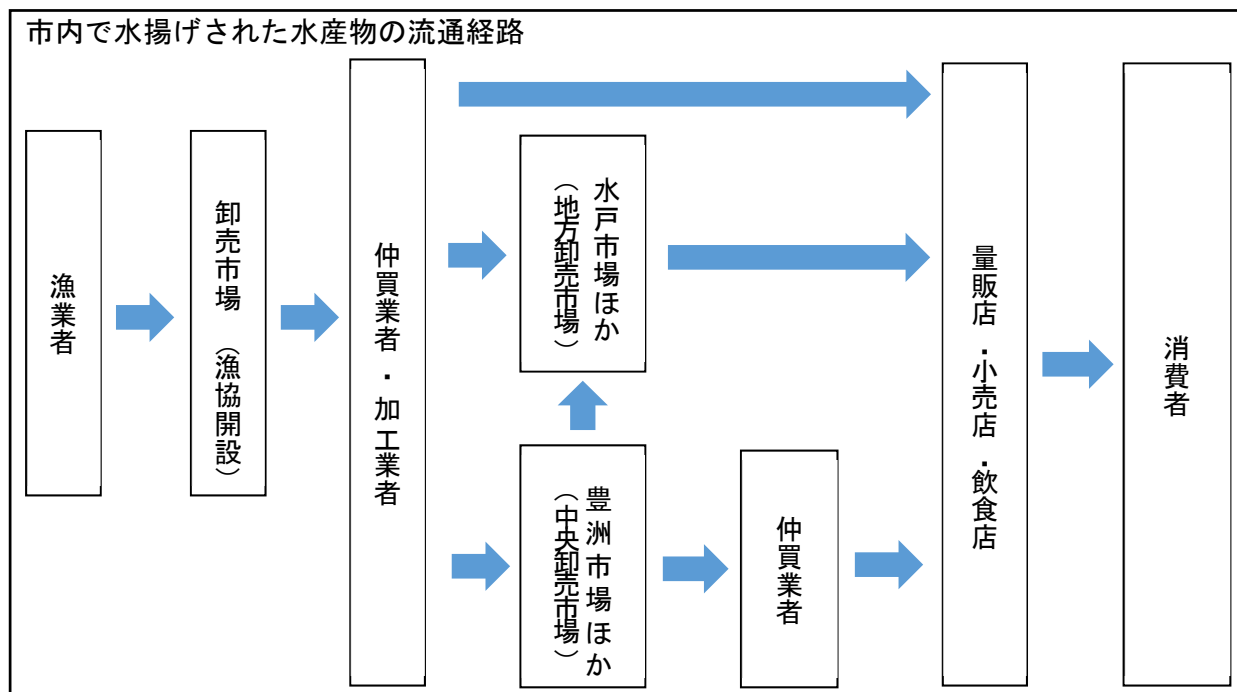 市内で水揚げされた水産物の流通経路
漁業者
卸売市場 （漁協開設）
仲買業者・加工業者
水戸市場ほか
（地方卸売市場）
豊洲市場ほか
（中央卸売市場）
仲買業者
量販店・小売店・飲食店
消費者